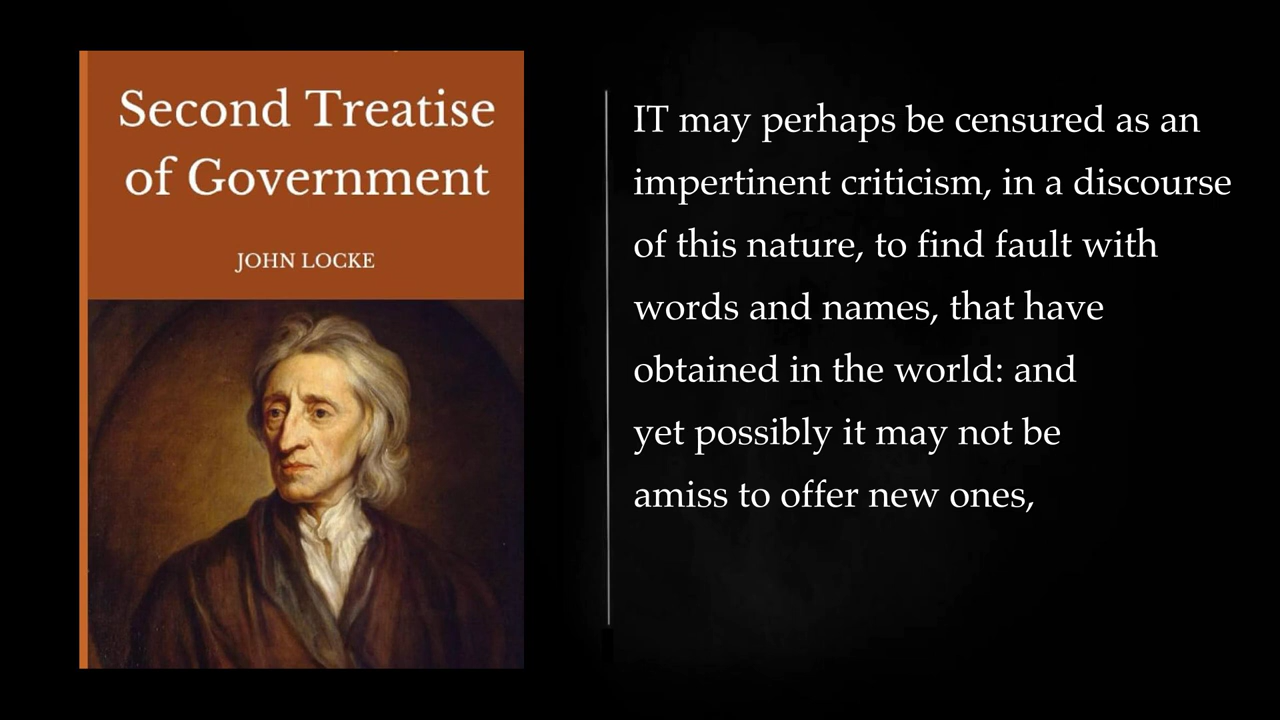 Second Treatise
of Government
JOHN LOCKE
IT may perhaps be censured as an
impertinent criticism, in a discourse
of this nature, to find fault with
words and names, that have
obtained in the world: and
yet possibly it may not be
amiss to offer new ones,